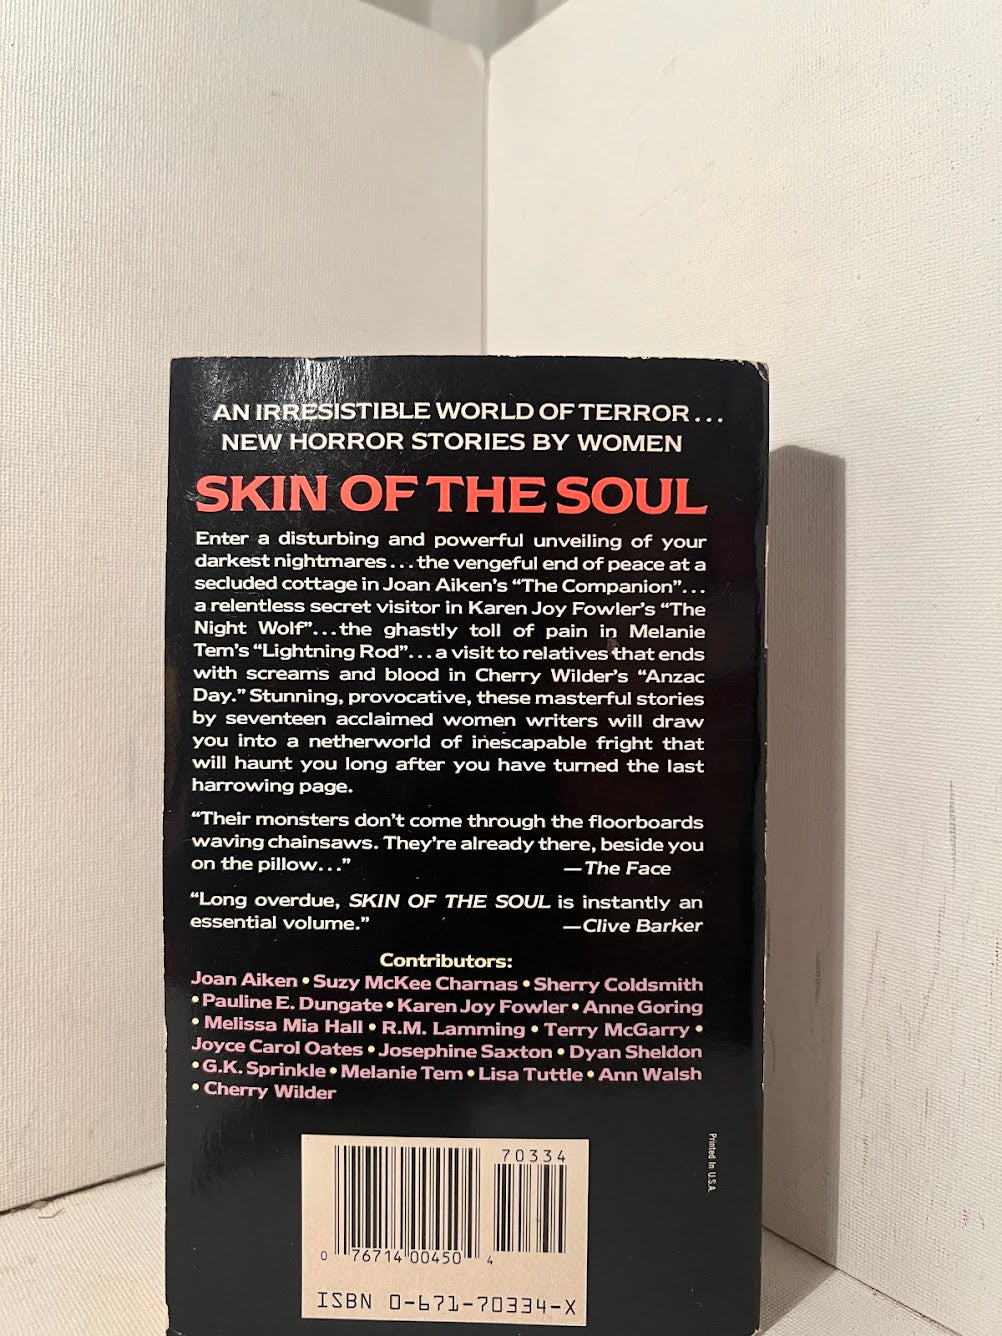 AN IRRESISTIBLE WORLD OF TERROR...
NEW HORROR STORIES BY WOMEN
SKIN OF THE SOUL
Enter a disturbing and powerful unveiling of your
darkest nightmares...the vengeful end of peace at a
secluded cottage in Joan Aiken's “The Companion”...
a relentless secret visitor in Karen Joy Fowler's “The
Night Wolf”...the ghastly toll of pain in Melanie
Tem's “Lightning Rod”...a visit to relatives that ends
with screams and blood in Cherry Wilder's “Anzac
Day.” Stunning, provocative, these masterful stories
by seventeen acclaimed women writers will draw
you into a netherworld of inescapable fright that
will haunt you long after you have turned the last
harrowing page.
“Their monsters don't come through the floorboards
waving chainsaws. They're already there, beside you
on the pillow...” —The Face
“Long overdue, SKIN OF THE SOUL is instantly an
essential volume.” —Clive Barker
Contributors:
Joan Aiken • Suzy McKee Charnas • Sherry Coldsmith
• Pauline E. Dungate • Karen Joy Fowler • Anne Goring
• Melissa Mia Hall • R.M. Lamming • Terry McGarry •
Joyce Carol Oates • Josephine Saxton • Dyan Sheldon
• G.K. Sprinkle • Melanie Tem • Lisa Tuttle • Ann Walsh
• Cherry Wilder
Printed in U.S.A.
70334
0 76714 00450 4
ISBN 0-671-70334-X